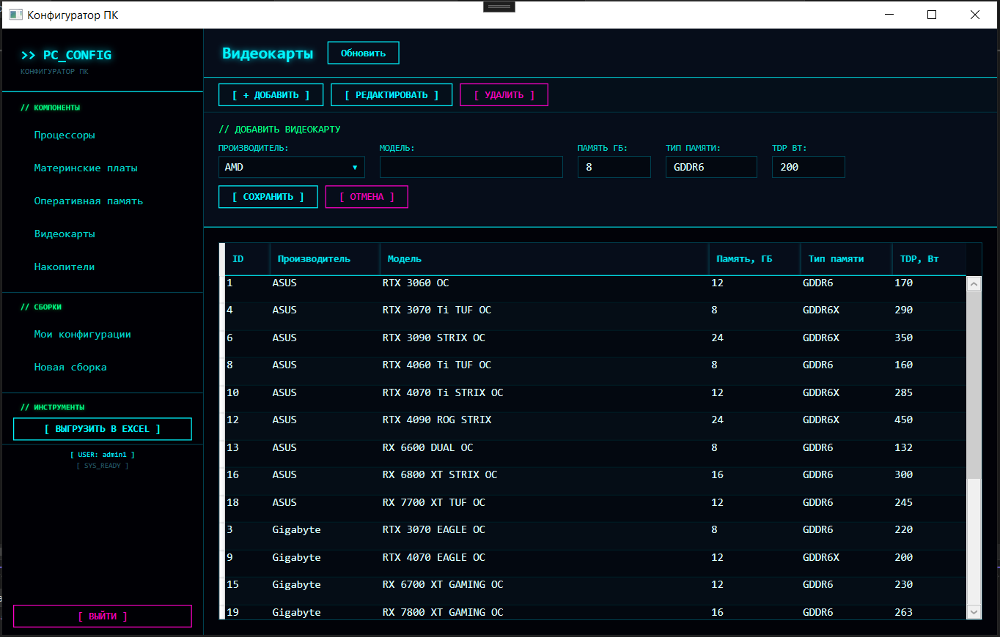 Конфигуратор ПК
>> PC_CONFIG
КОНФИГУРАТОР ПК
// КОМПОНЕНТЫ
Процессоры
Материнские платы
Оперативная память
Видеокарты
Накопители
// СБОРКИ
Мои конфигурации
Новая сборка
// ИНСТРУМЕНТЫ
[ ВЫГРУЗИТЬ В EXCEL ]
[ USER: admin1 ]
[ SYS_READY ]
[ ВЫЙТИ ]
Видеокарты Обновить
[ + ДОБАВИТЬ ] [ РЕДАКТИРОВАТЬ ] [ УДАЛИТЬ ]
// ДОБАВИТЬ ВИДЕОКАРТУ
ПРОИЗВОДИТЕЛЬ: МОДЕЛЬ: ПАМЯТЬ ГБ: ТИП ПАМЯТИ: TDP ВТ:
AMD 8 GDDR6 200
[ СОХРАНИТЬ ] [ ОТМЕНА ]
ID Производитель Модель Память, ГБ Тип памяти TDP, Вт
1 ASUS RTX 3060 OC 12 GDDR6 170
4 ASUS RTX 3070 Ti TUF OC 8 GDDR6X 290
6 ASUS RTX 3090 STRIX OC 24 GDDR6X 350
8 ASUS RTX 4060 Ti TUF OC 8 GDDR6 160
10 ASUS RTX 4070 Ti STRIX OC 12 GDDR6X 285
12 ASUS RTX 4090 ROG STRIX 24 GDDR6X 450
13 ASUS RX 6600 DUAL OC 8 GDDR6 132
16 ASUS RX 6800 XT STRIX OC 16 GDDR6 300
18 ASUS RX 7700 XT TUF OC 12 GDDR6 245
3 Gigabyte RTX 3070 EAGLE OC 8 GDDR6 220
9 Gigabyte RTX 4070 EAGLE OC 12 GDDR6X 200
15 Gigabyte RX 6700 XT GAMING OC 12 GDDR6 230
19 Gigabyte RX 7800 XT GAMING OC 16 GDDR6 263